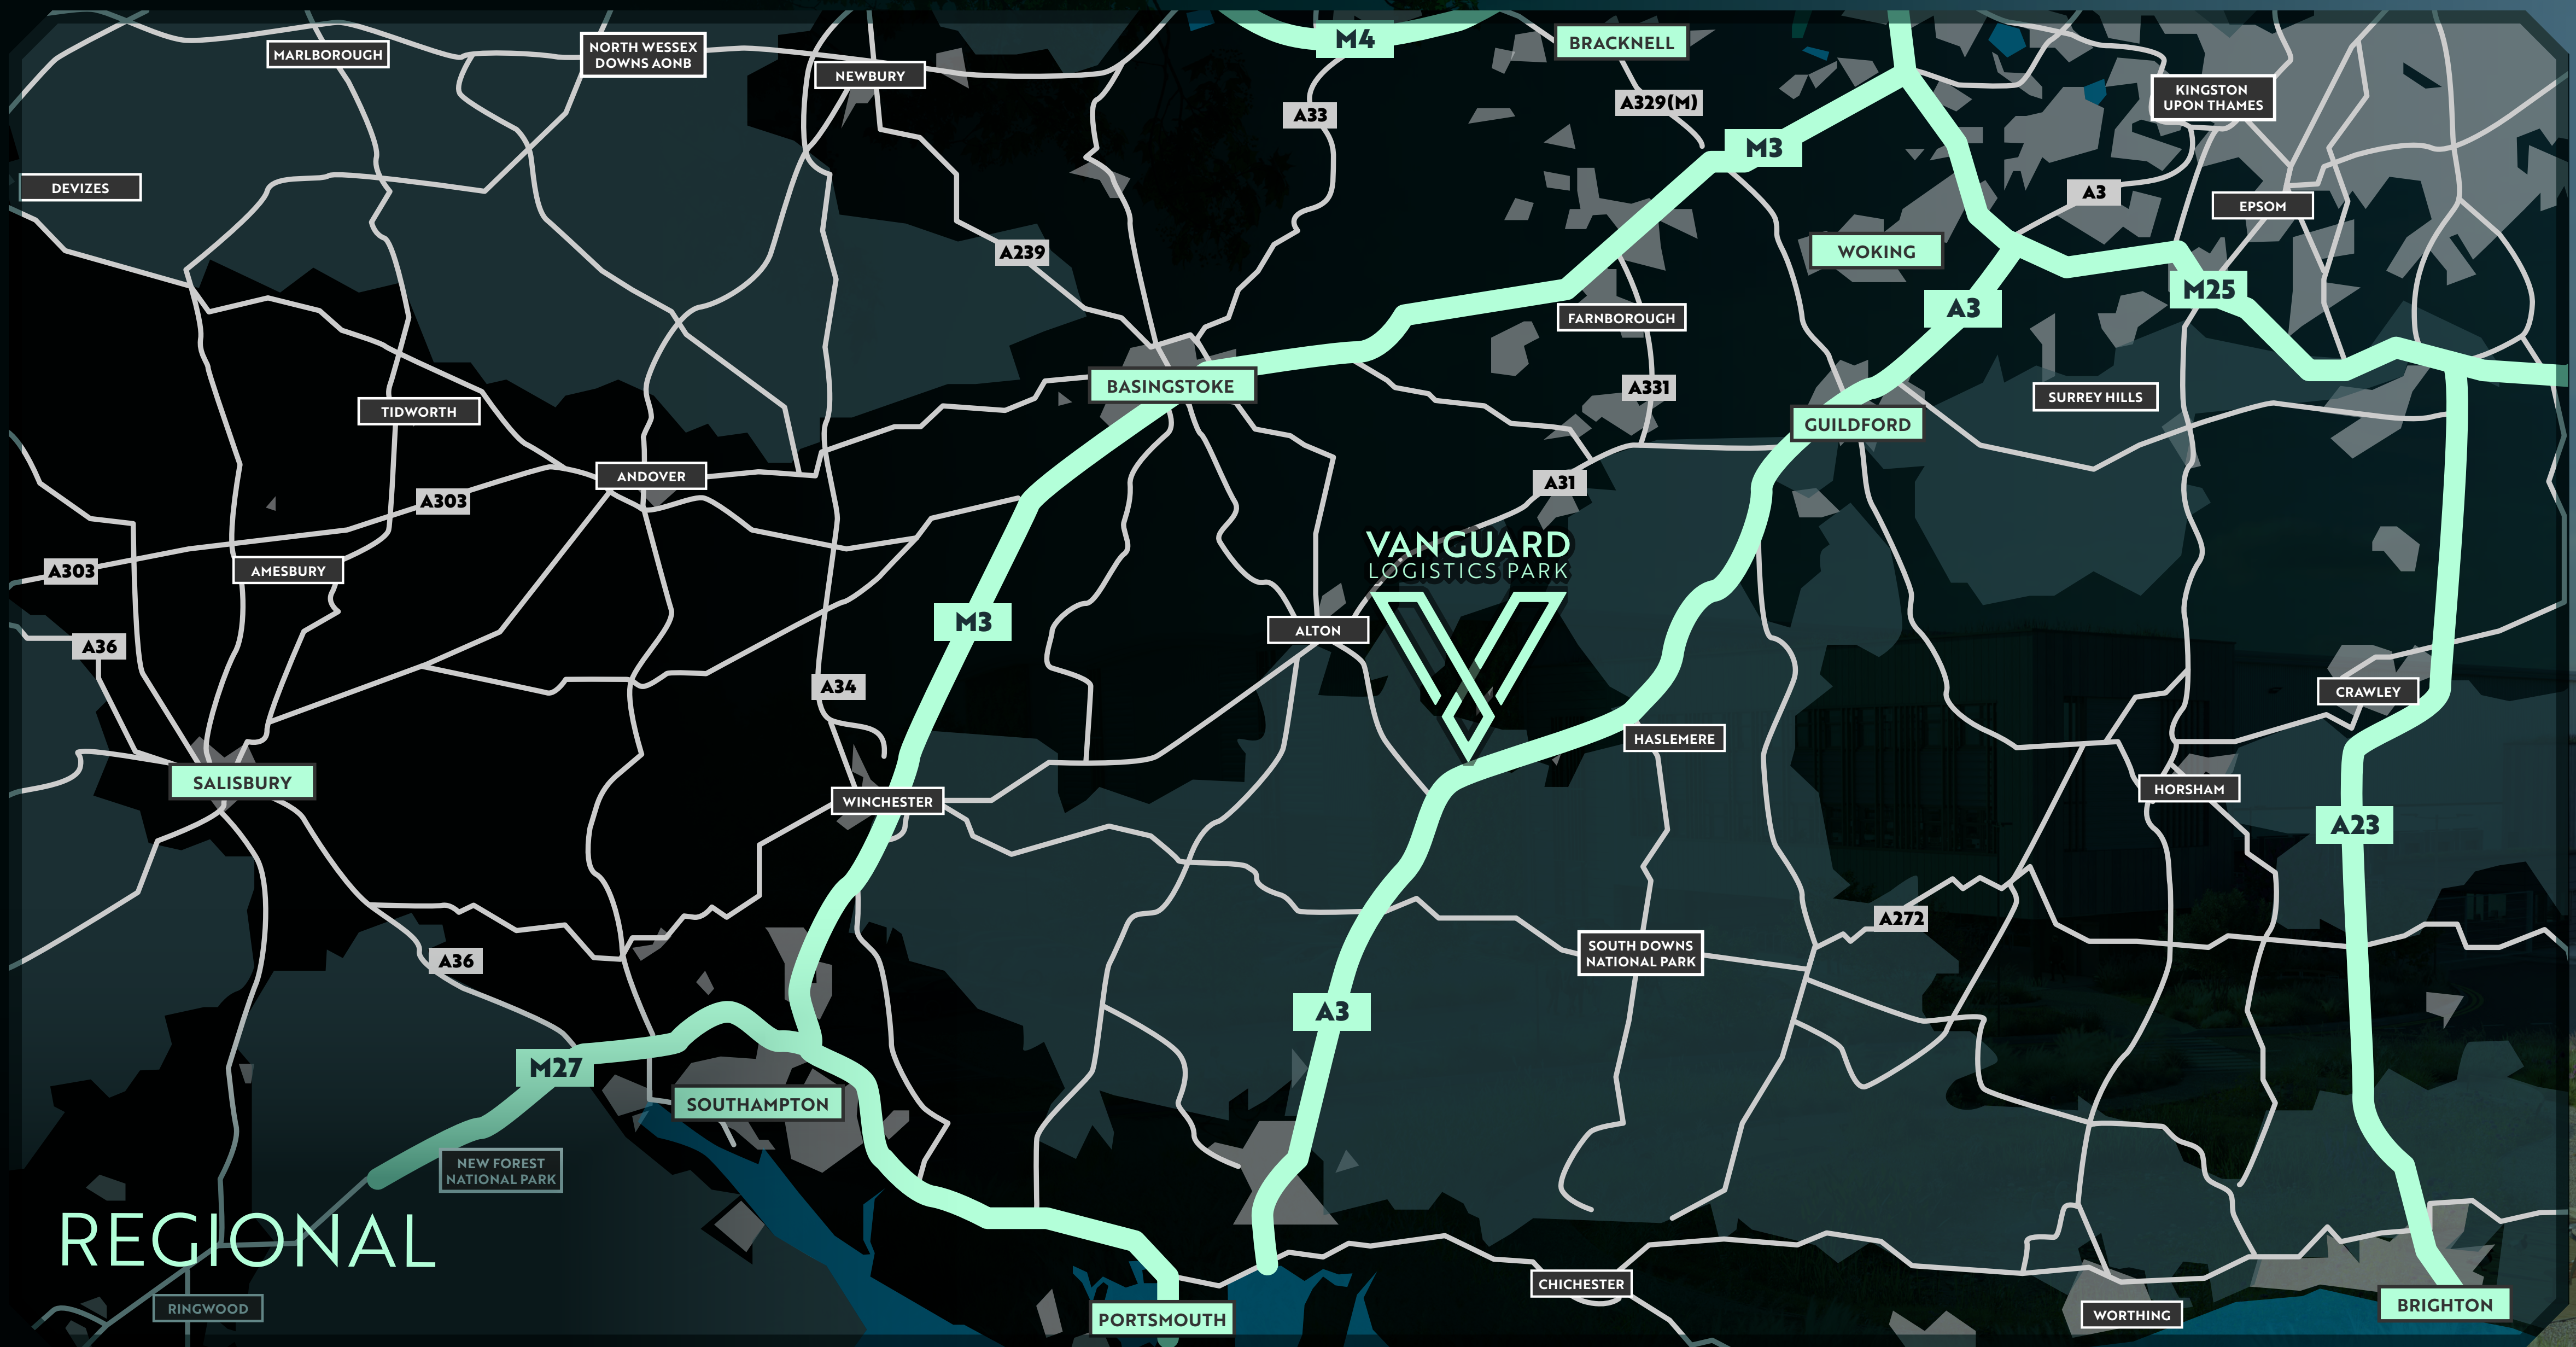 M4
BRACKNELL
MARLBOROUGH
NORTH WESSEX
DOWNS AONB
NEWBURY
A33
A329(M)
KINGSTON
UPON THAMES
M3
DEVIZES
A3
EPSOM
A239
WOKING
M25
A3
FARNBOROUGH
BASINGSTOKE
A331
SURREY HILLS
TIDWORTH
GUILDFORD
ANDOVER
A31
A303
VANGUARD
LOGISTICS PARK
A303
AMESBURY
M3
ALTON
A36
A34
CRAWLEY
HASLEMERE
SALISBURY
WINCHESTER
HORSHAM
A23
A272
SOUTH DOWNS
NATIONAL PARK
A36
A3
M27
SOUTHAMPTON
NEW FOREST
NATIONAL PARK
REGIONAL
CHICHESTER
RINGWOOD
PORTSMOUTH
WORTHING
BRIGHTON